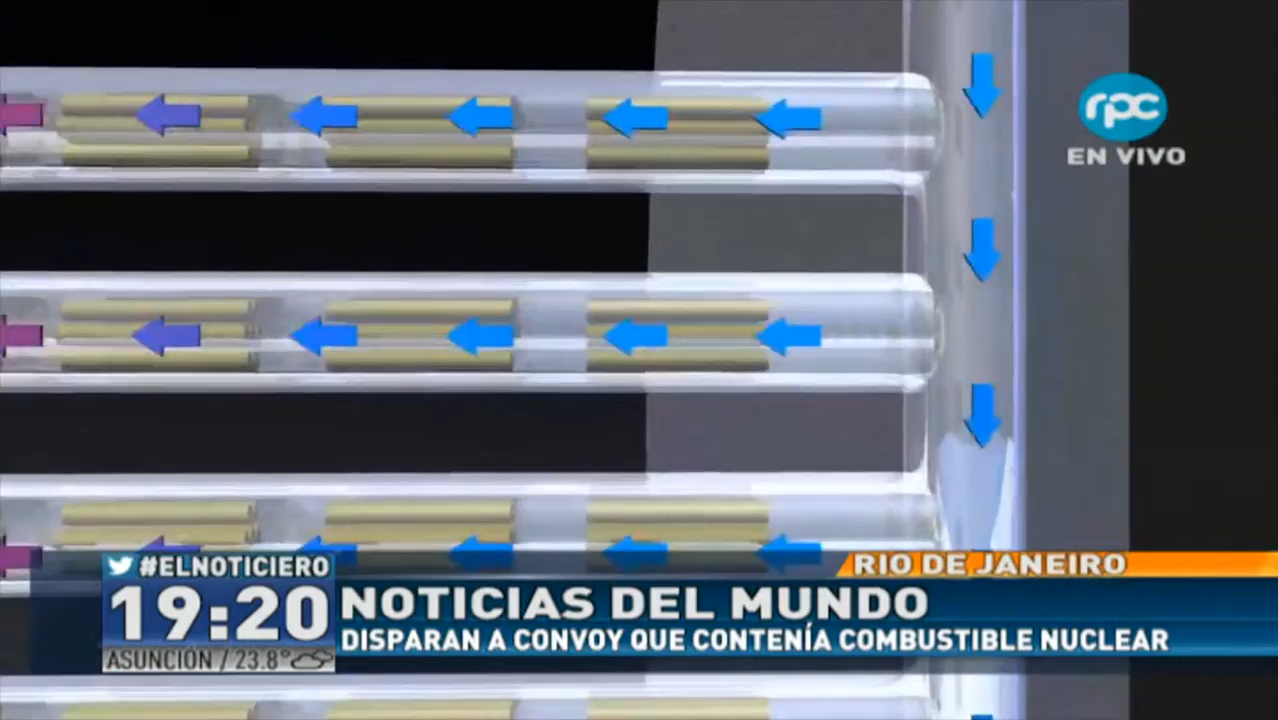 rpc
EN VIVO
RIO DE JANEIRO
#ELNOTICIERO
19:20
NOTICIAS DEL MUNDO
DISPARAN A CONVOY QUE CONTENÍA COMBUSTIBLE NUCLEAR
ASUNCIÓN / 23.8°